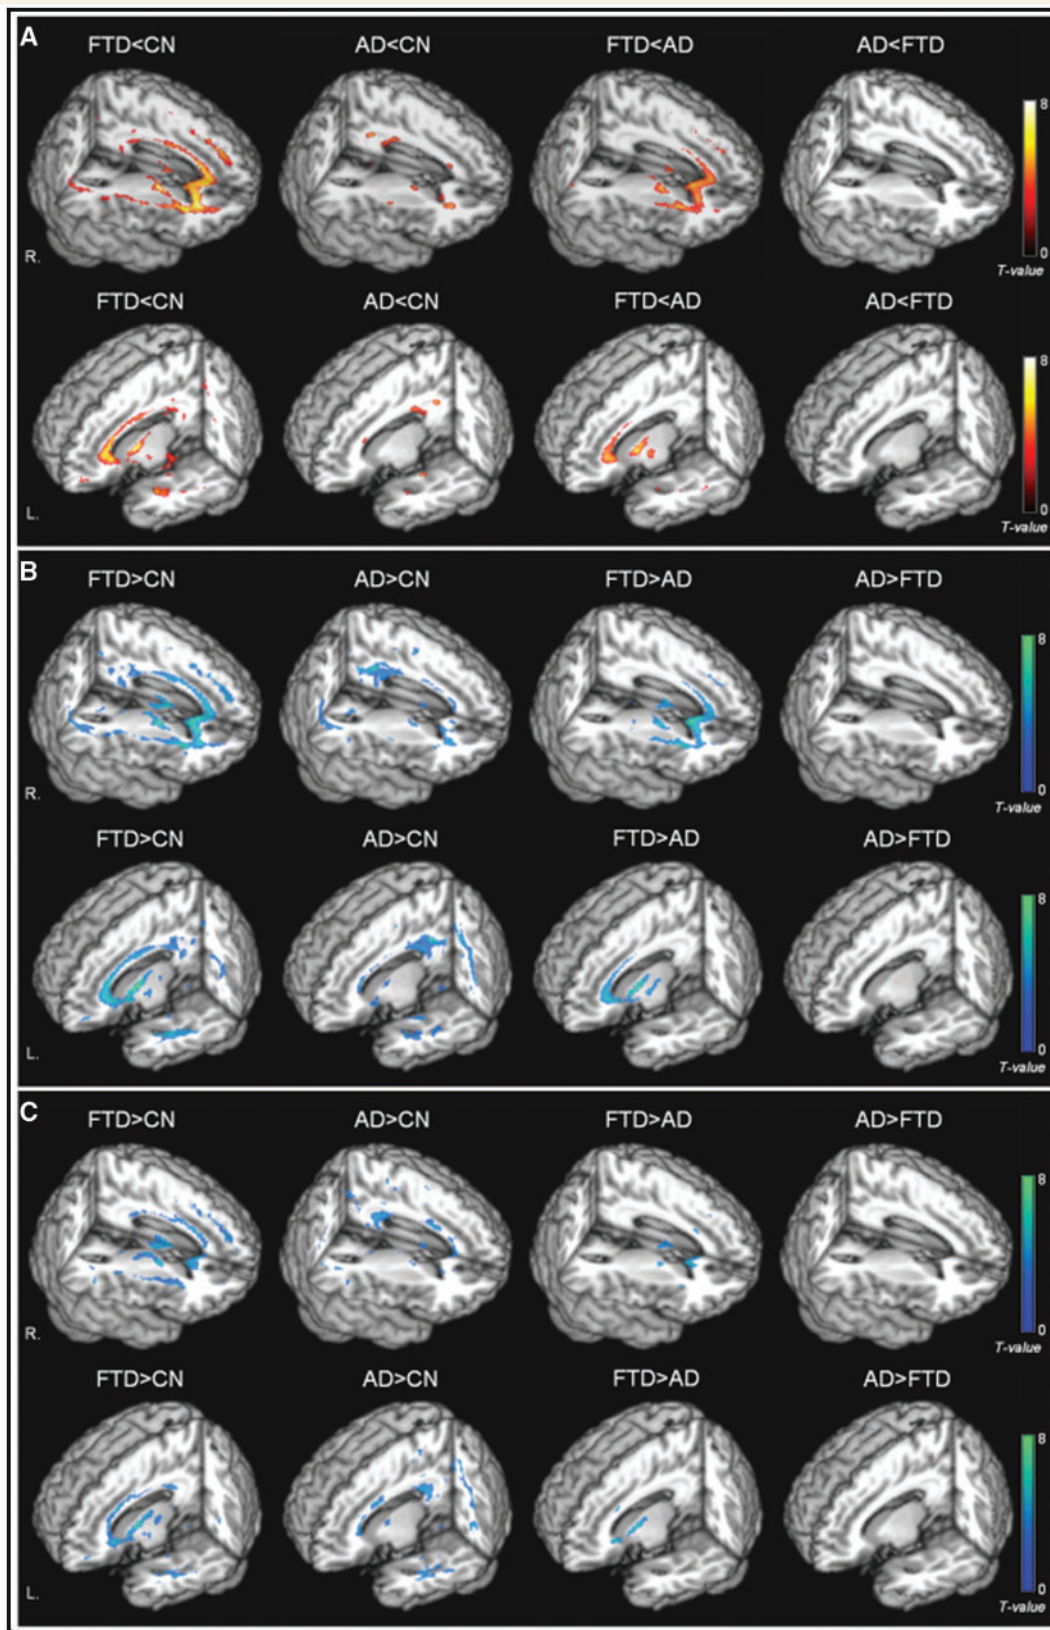 A
FTD<CN AD<CN FTD<AD AD<FTD
8
0
R.
T-value
FTD<CN AD<CN FTD<AD AD<FTD
8
0
L.
T-value
B
FTD>CN AD>CN FTD>AD AD>FTD
8
0
R.
T-value
FTD>CN AD>CN FTD>AD AD>FTD
8
0
L.
T-value
C
FTD>CN AD>CN FTD>AD AD>FTD
8
0
R.
T-value
FTD>CN AD>CN FTD>AD AD>FTD
8
0
L.
T-value